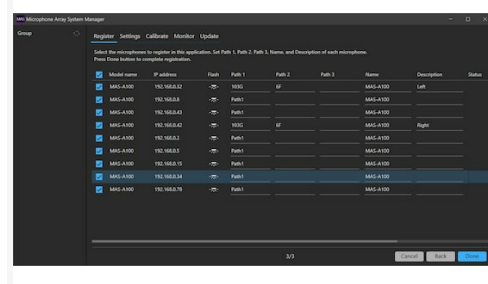 MAS Microphone Array System Manager
Group
Register Settings Calibrate Monitor Update
Select the microphones to register in this application. Set Path 1, Path 2, Path 3, Name, and Description of each microphone.
Press Done button to complete registration.
Model name IP address Flash Path 1 Path 2 Path 3 Name Description Status
MAS-A100 192.168.0.32 103G 6F MAS-A100 Left
MAS-A100 192.168.0.8 Path1 MAS-A100
MAS-A100 192.168.0.43 Path1 MAS-A100
MAS-A100 192.168.0.42 103G 6F MAS-A100 Right
MAS-A100 192.168.0.2 Path1 MAS-A100
MAS-A100 192.168.0.5 Path1 MAS-A100
MAS-A100 192.168.0.15 Path1 MAS-A100
MAS-A100 192.168.0.34 Path1 MAS-A100
MAS-A100 192.168.0.78 Path1 MAS-A100
3/3 Cancel Back Done